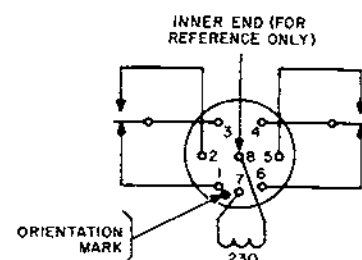 INNER END (FOR
REFERENCE ONLY)
3 4
2 8 5
1 7 6
ORIENTATION
MARK
230